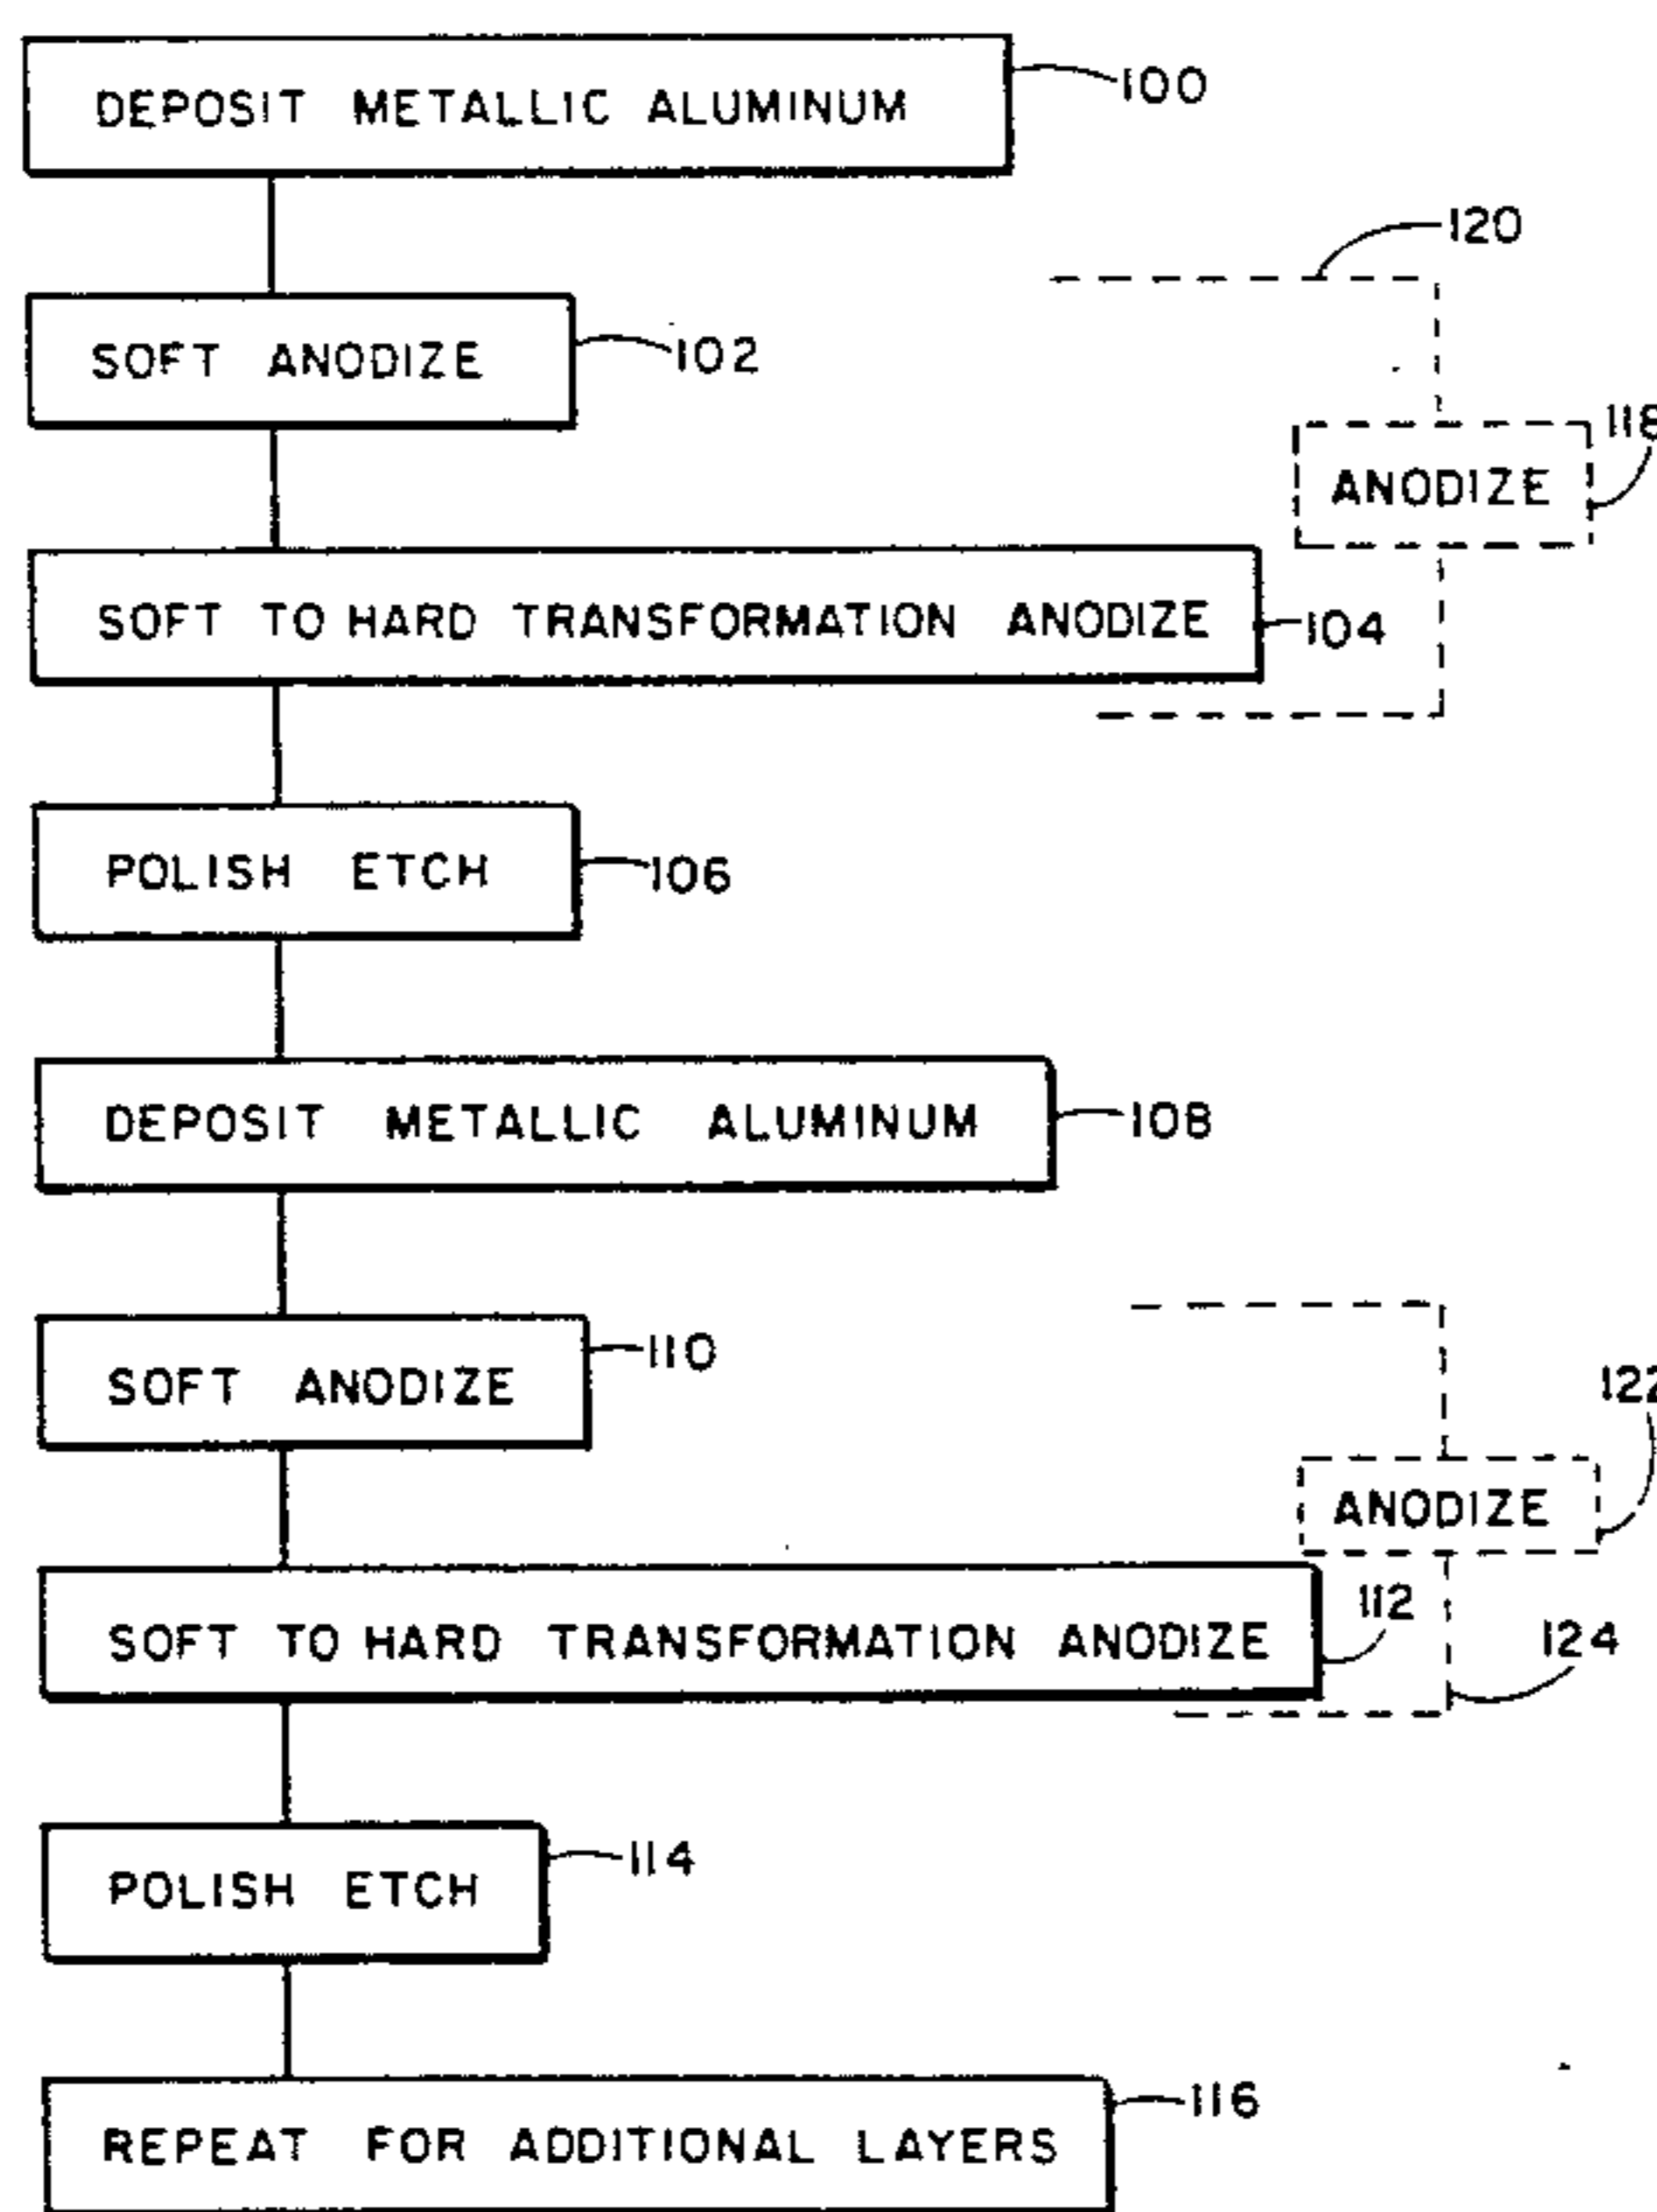 DEPOSIT METALLIC ALUMINUM
100
120
SOFT ANODIZE
102
118
ANODIZE
SOFT TO HARD TRANSFORMATION ANODIZE
104
POLISH ETCH
106
DEPOSIT METALLIC ALUMINUM
108
SOFT ANODIZE
110
122
ANODIZE
112
SOFT TO HARD TRANSFORMATION ANODIZE
124
POLISH ETCH
114
REPEAT FOR ADDITIONAL LAYERS
116